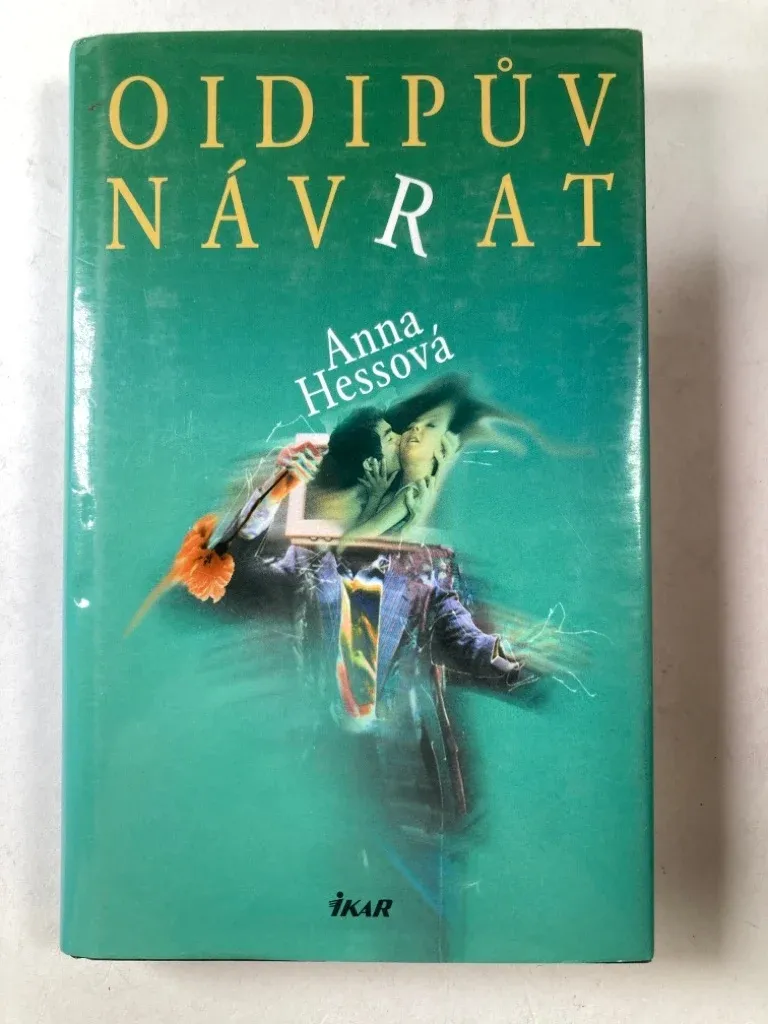 OIDIPŮV
NÁVRAT
Anna
Hessová
IKAR